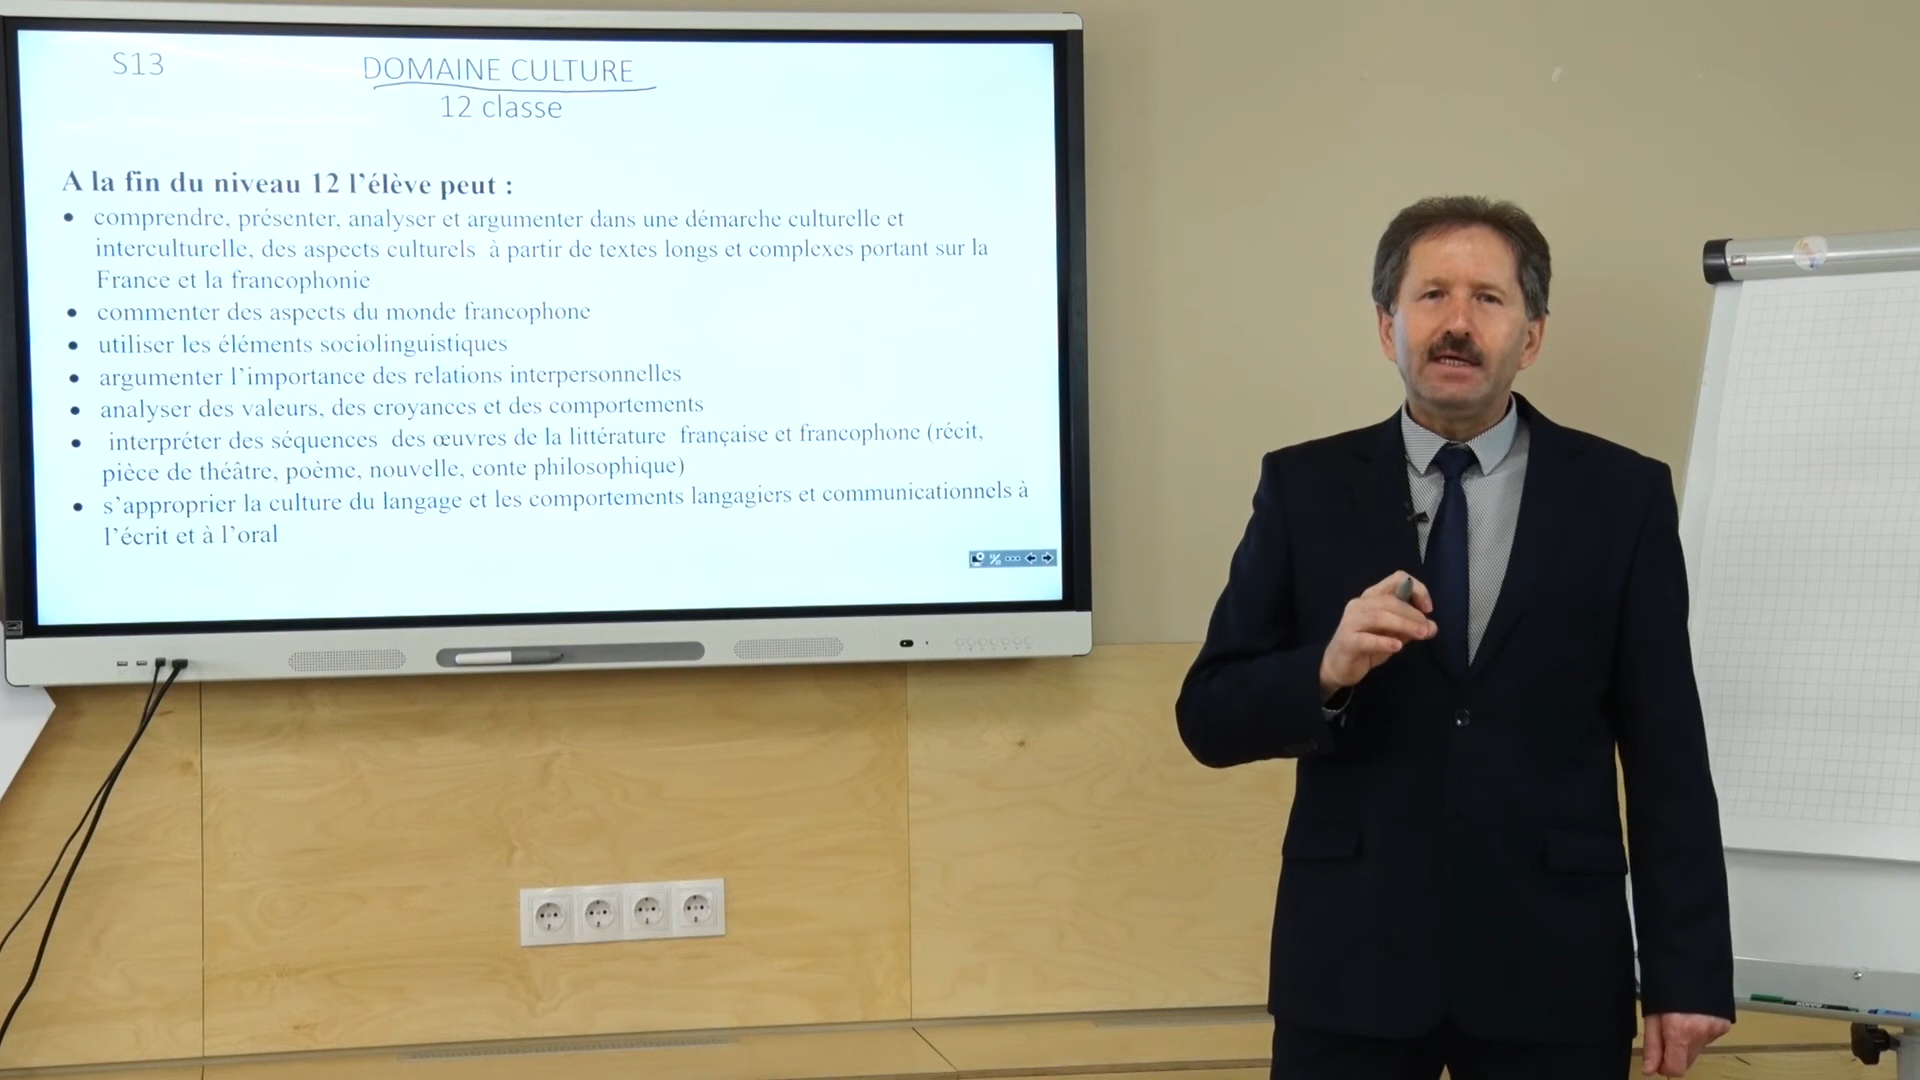 S13
DOMAINE CULTURE
12 classe
A la fin du niveau 12 l’élève peut :
• comprendre, présenter, analyser et argumenter dans une démarche culturelle et
interculturelle, des aspects culturels à partir de textes longs et complexes portant sur la
France et la francophonie
• commenter des aspects du monde francophone
• utiliser les éléments sociolinguistiques
• argumenter l’importance des relations interpersonnelles
• analyser des valeurs, des croyances et des comportements
• interpréter des séquences des œuvres de la littérature française et francophone (récit,
pièce de théâtre, poème, nouvelle, conte philosophique)
• s’approprier la culture du langage et les comportements langagiers et communicationnels à
l’écrit et à l’oral